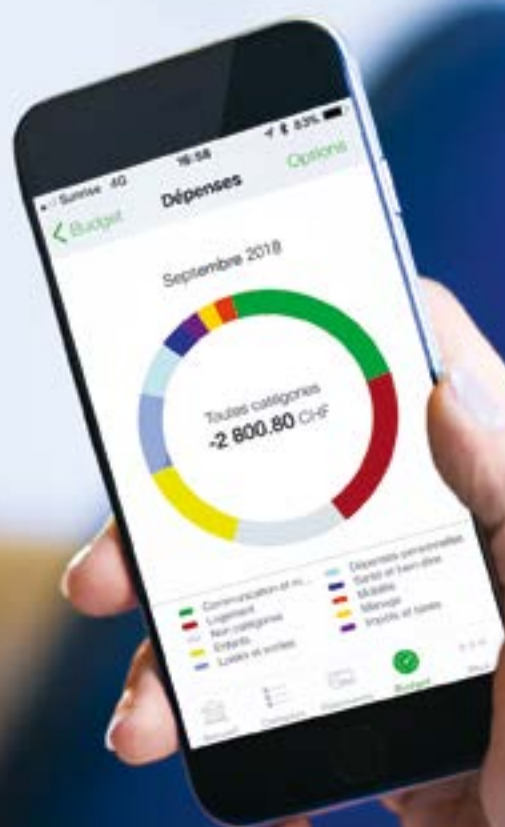 Sunrise 4G 16:58 83%
Budget Dépenses Options
Septembre 2018
Toutes catégories
-2 800.80 CHF
Communication et m...
Logement
Non catégorisé
Enfants
Loisirs et sorties
Dépenses personnelles
Santé et bien-être
Mobilité
Ménage
Impôts et taxes
Budget